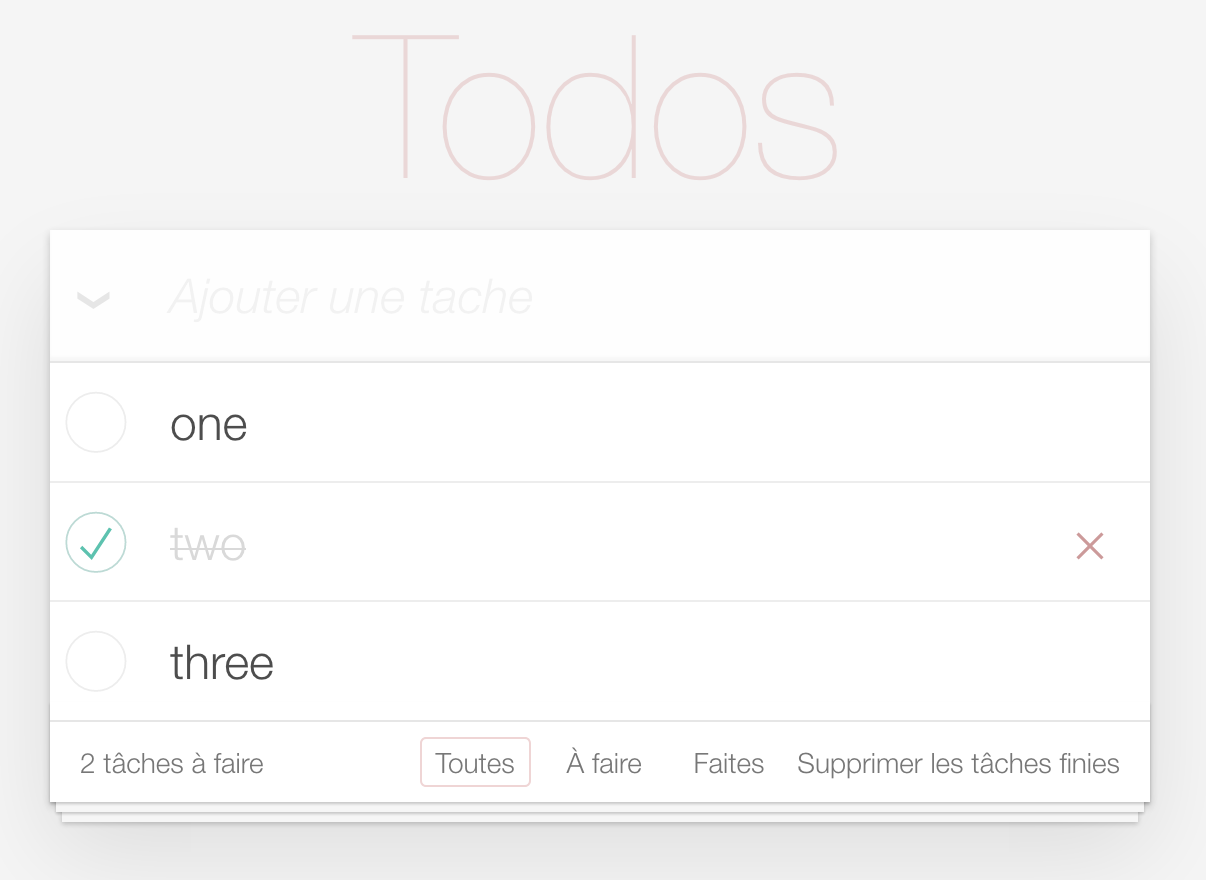 Todos
Ajouter une tache
one
two
three
2 tâches à faire Toutes À faire Faites Supprimer les tâches finies